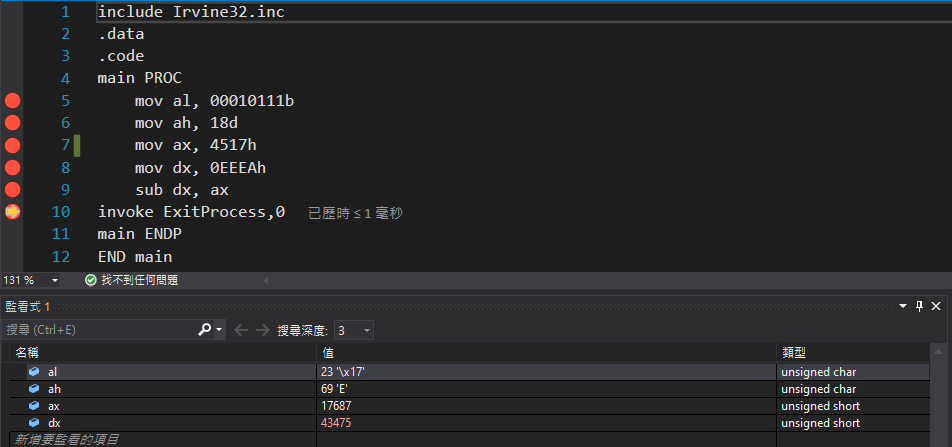 1 include Irvine32.inc
2 .data
3 .code
4 main PROC
5 mov al, 00010111b
6 mov ah, 18d
7 mov ax, 4517h
8 mov dx, 0EEEAh
9 sub dx, ax
10 invoke ExitProcess,0 已歷時 ≤ 1 毫秒
11 main ENDP
12 END main
131 % 找不到任何問題
監看式 1
搜尋 (Ctrl+E) 搜尋深度: 3
名稱 值 類型
al 23 '\x17' unsigned char
ah 69 'E' unsigned char
ax 17687 unsigned short
dx 43475 unsigned short
新增要監看的項目